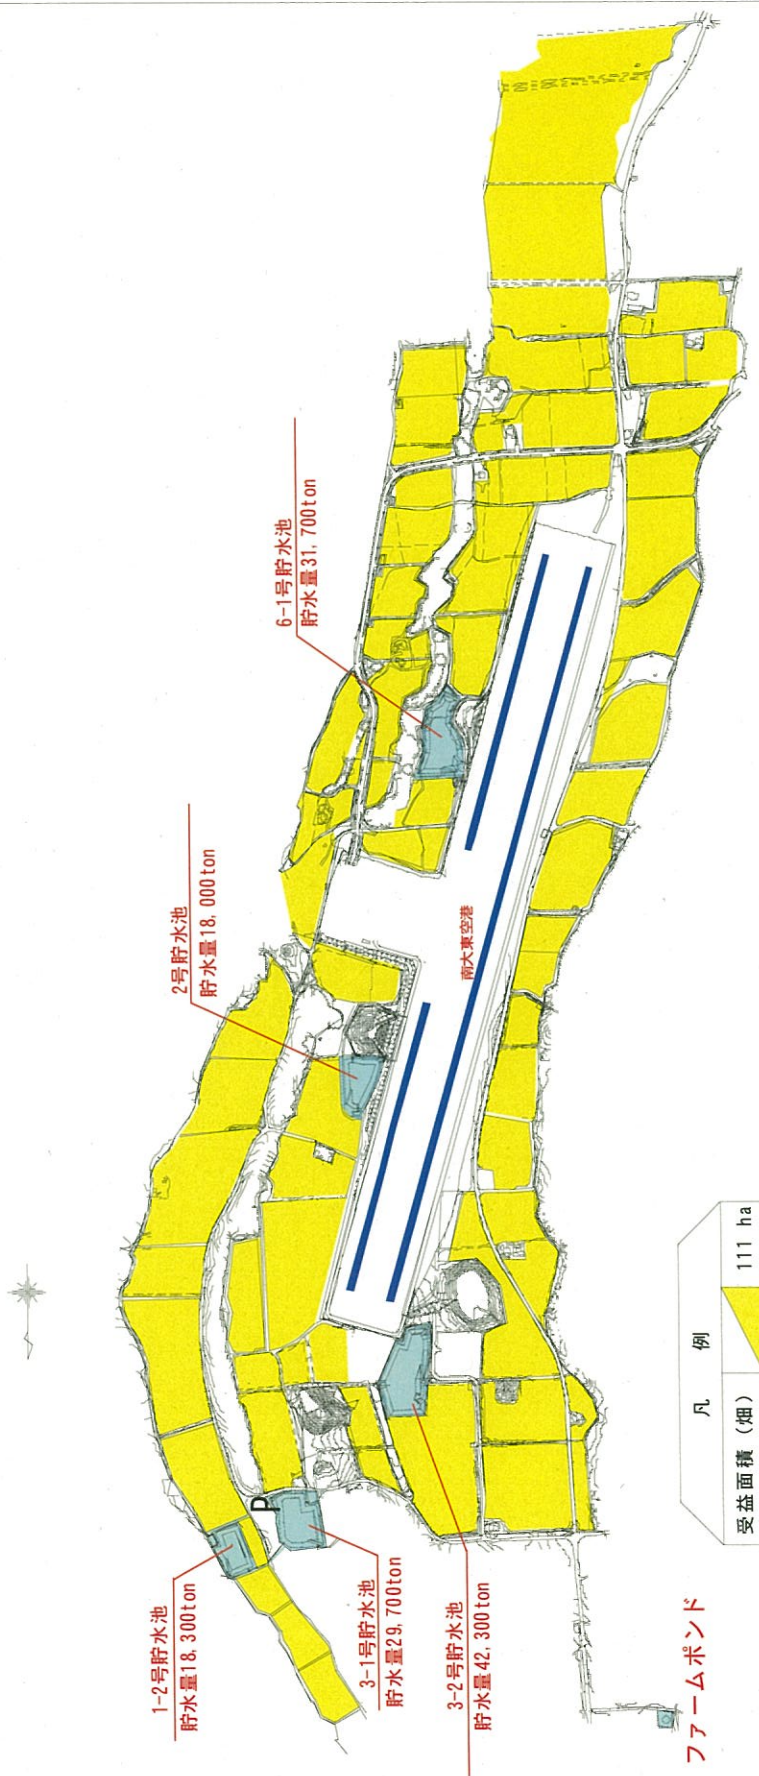 1-2号貯水池
貯水量18,300ton
3-1号貯水池
貯水量29,700ton
P
3-2号貯水池
貯水量42,300ton
2号貯水池
貯水量18,000ton
6-1号貯水池
貯水量31,700ton
南大東空港
ファームポンド
凡 例
受益面積（畑）
111 ha